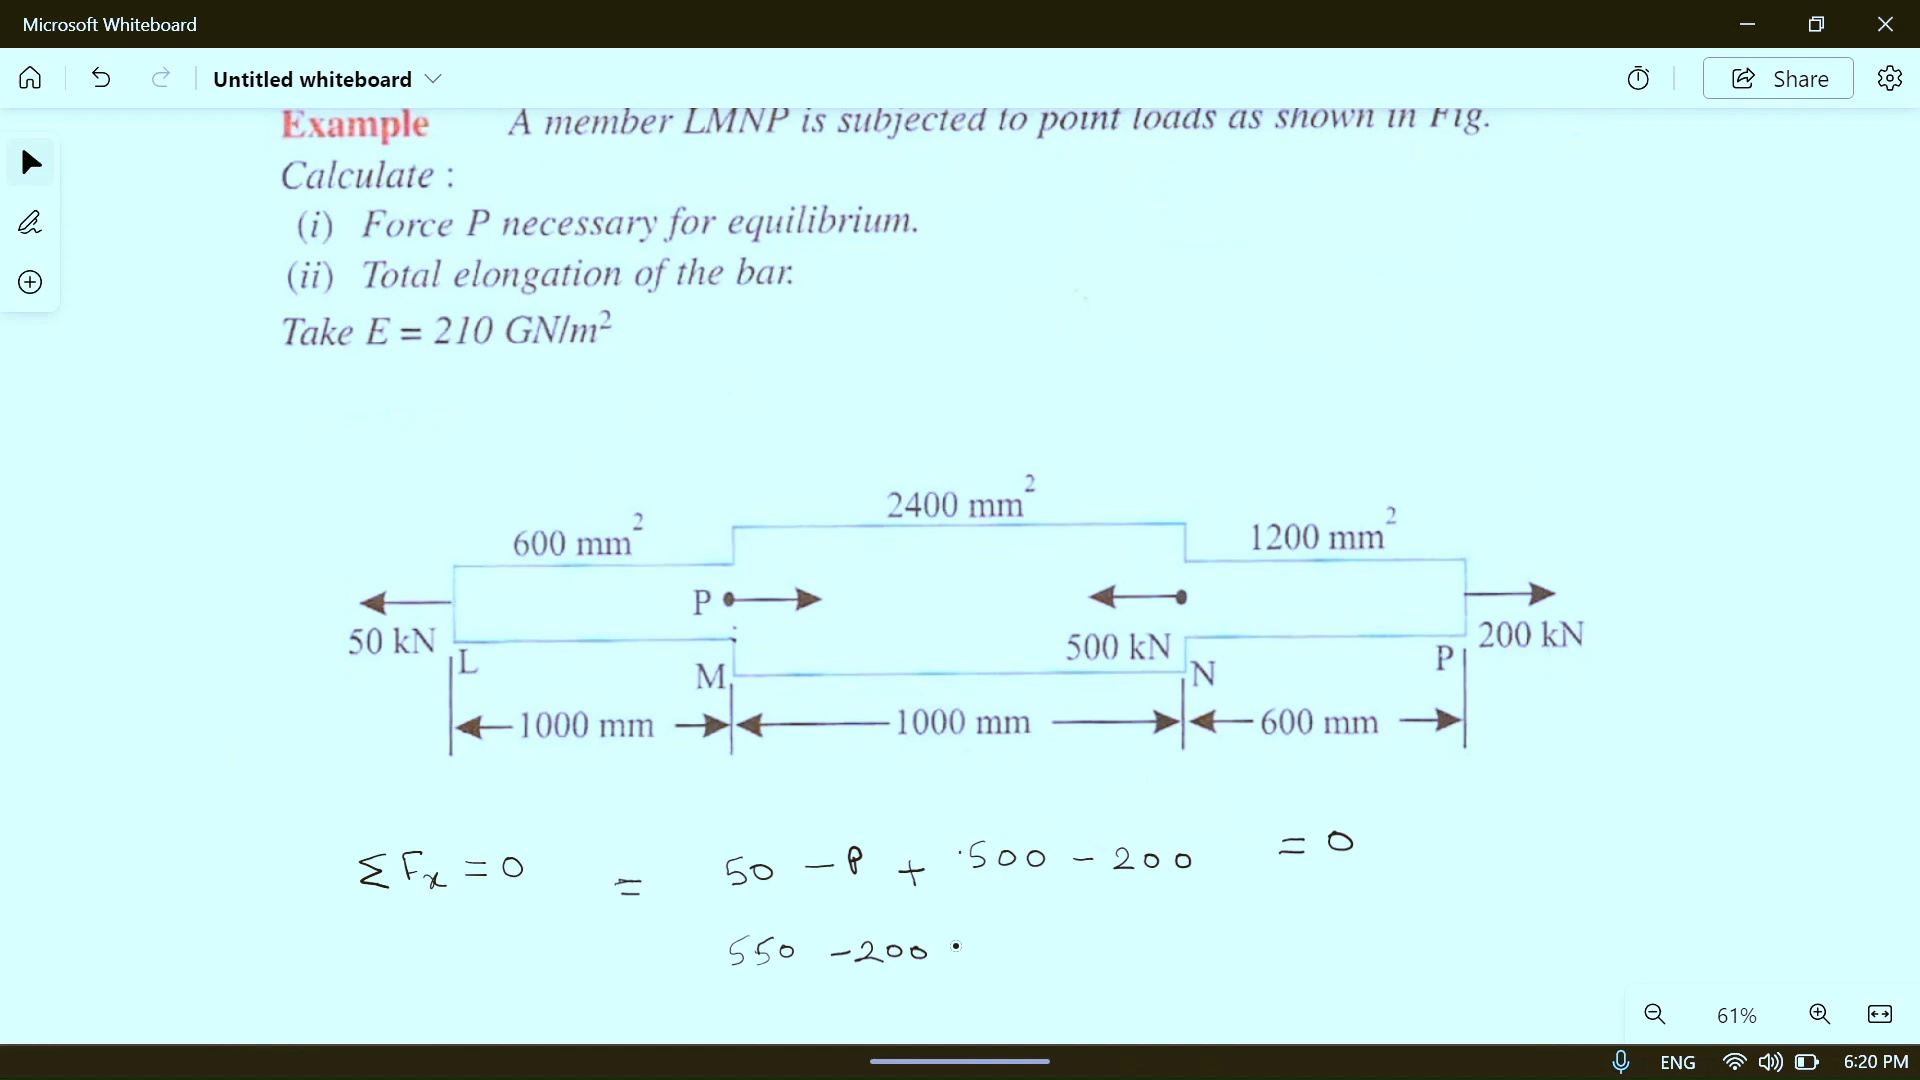 Microsoft Whiteboard
Untitled whiteboard
Share
Example A member LMNP is subjected to point loads as shown in Fig.
Calculate :
(i) Force P necessary for equilibrium.
(ii) Total elongation of the bar.
Take E = 210 GN/m²
2400 mm²
600 mm²
1200 mm²
P
50 kN
500 kN
200 kN
L
M
N
P
1000 mm
1000 mm
600 mm
ΣFx = 0 = 50 - P + 500 - 200 = 0
550 - 200
61%
ENG
6:20 PM